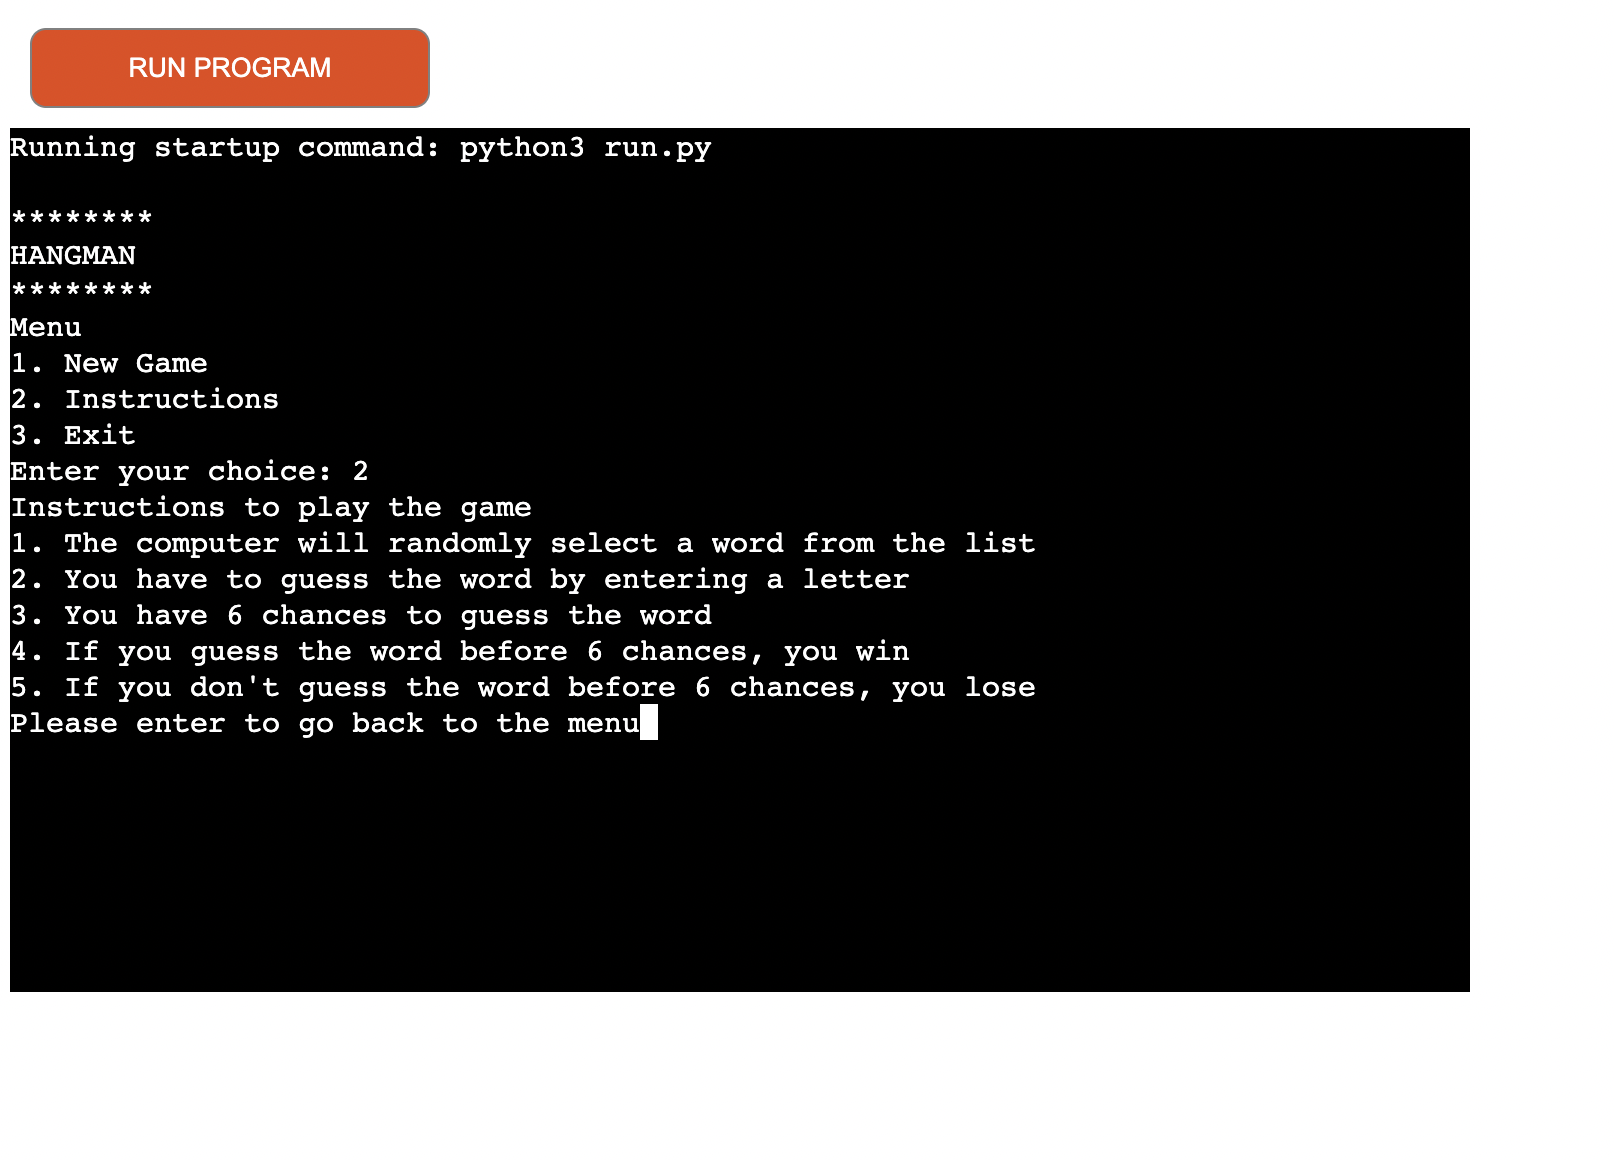 RUN PROGRAM
Running startup command: python3 run.py
********
HANGMAN
********
Menu
1. New Game
2. Instructions
3. Exit
Enter your choice: 2
Instructions to play the game
1. The computer will randomly select a word from the list
2. You have to guess the word by entering a letter
3. You have 6 chances to guess the word
4. If you guess the word before 6 chances, you win
5. If you don't guess the word before 6 chances, you lose
Please enter to go back to the menu